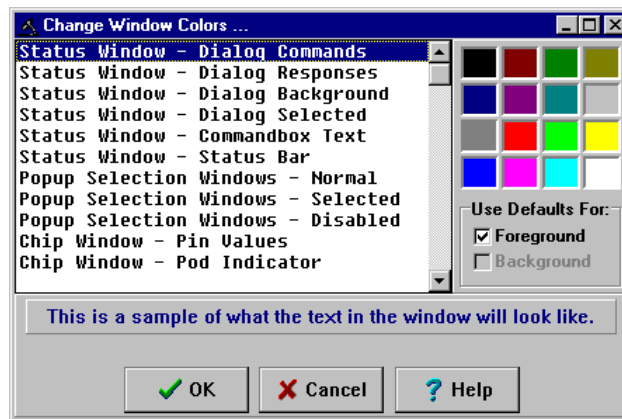 Change Window Colors ...
Status Window - Dialog Commands
Status Window - Dialog Responses
Status Window - Dialog Background
Status Window - Dialog Selected
Status Window - Commandbox Text
Status Window - Status Bar
Popup Selection Windows - Normal
Popup Selection Windows - Selected
Popup Selection Windows - Disabled
Chip Window - Pin Values
Chip Window - Pod Indicator
Use Defaults For:
Foreground
Background
This is a sample of what the text in the window will look like.
OK Cancel Help